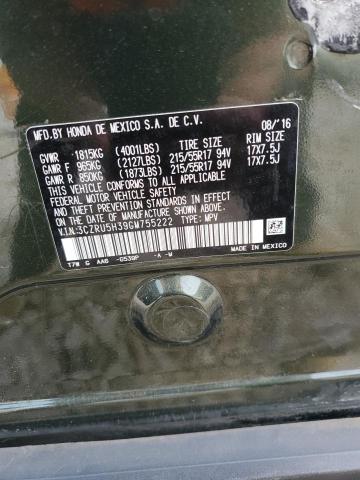 MFD.BY HONDA DE MEXICO S.A. DE C.V. 08/'16
GVWR 1815KG (4001LBS) TIRE SIZE RIM SIZE
GAWR F 965KG (2127LBS) 215/55R17 94V 17X7.5J
GAWR R 850KG (1873LBS) 215/55R17 94V 17X7.5J
THIS VEHICLE CONFORMS TO ALL APPLICABLE
FEDERAL MOTOR VEHICLE SAFETY AND THEFT
PREVENTION STANDARDS IN EFFECT ON THE
DATE OF MANUFACTURE SHOWN ABOVE.
V.I.N:3CZRU5H39GM755222 TYPE: MPV
T7W G AAB -G53QP -A -W MADE IN MEXICO